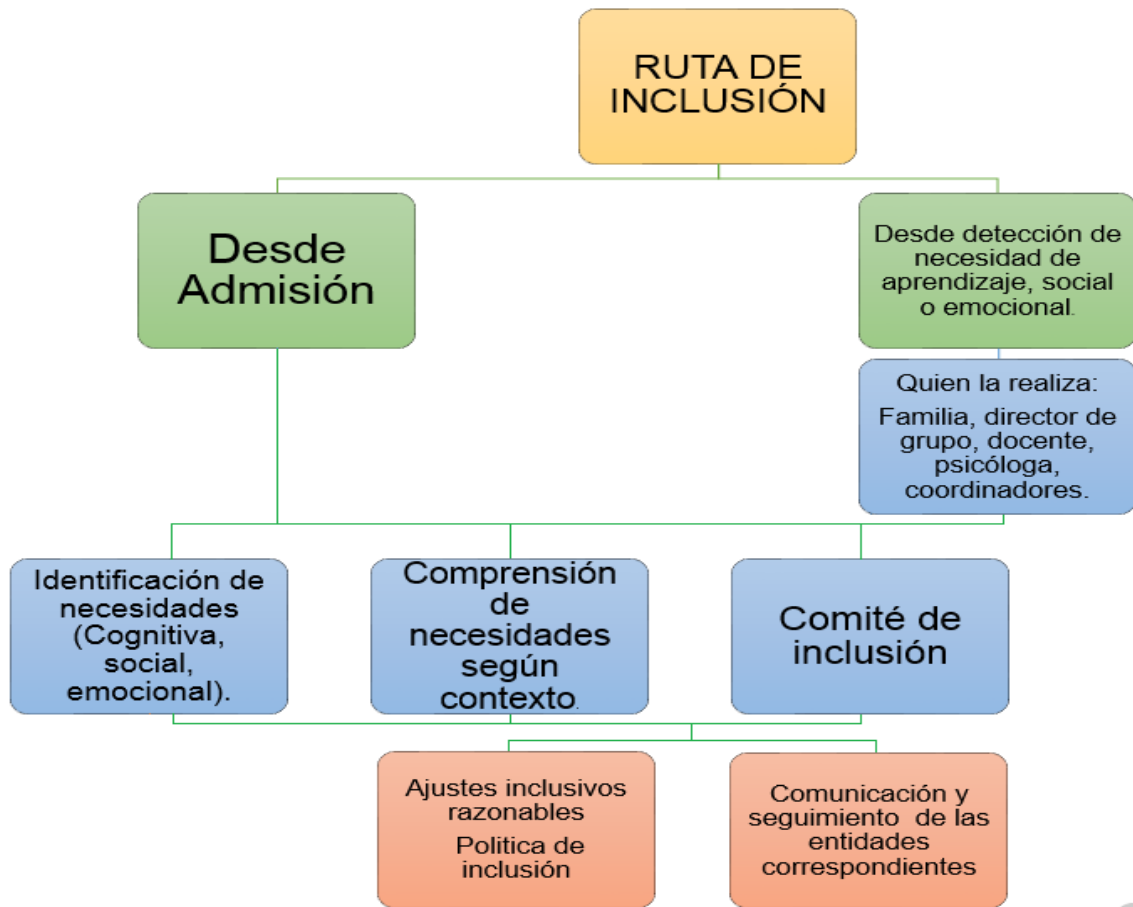 RUTA DE
INCLUSIÓN
Desde
Admisión
Desde detección de
necesidad de
aprendizaje, social
o emocional.
Quien la realiza:
Familia, director de
grupo, docente,
psicóloga,
coordinadores.
Identificación de
necesidades
(Cognitiva,
social,
emocional).
Comprensión
de
necesidades
según
contexto.
Comité de
inclusión
Ajustes inclusivos
razonables
Politica de
inclusión
Comunicación y
seguimiento de las
entidades
correspondientes